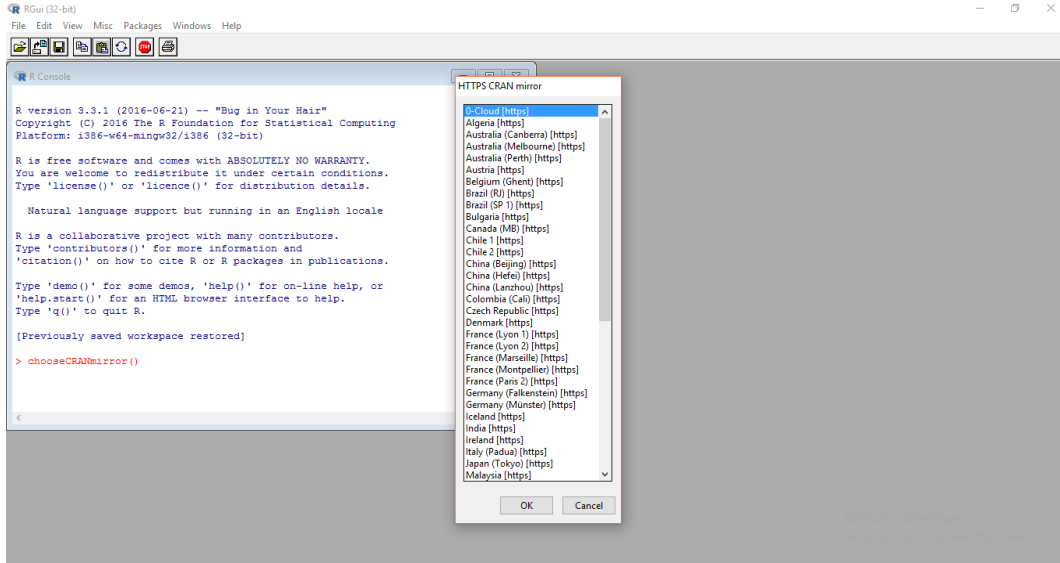 RGui (32-bit)
File Edit View Misc Packages Windows Help
STOP
R Console
R version 3.3.1 (2016-06-21) -- "Bug in Your Hair"
Copyright (C) 2016 The R Foundation for Statistical Computing
Platform: i386-w64-mingw32/i386 (32-bit)
R is free software and comes with ABSOLUTELY NO WARRANTY.
You are welcome to redistribute it under certain conditions.
Type 'license()' or 'licence()' for distribution details.
Natural language support but running in an English locale
R is a collaborative project with many contributors.
Type 'contributors()' for more information and
'citation()' on how to cite R or R packages in publications.
Type 'demo()' for some demos, 'help()' for on-line help, or
'help.start()' for an HTML browser interface to help.
Type 'q()' to quit R.
[Previously saved workspace restored]
> chooseCRANmirror()
HTTPS CRAN mirror
0-Cloud [https]
Algeria [https]
Australia (Canberra) [https]
Australia (Melbourne) [https]
Australia (Perth) [https]
Austria [https]
Belgium (Ghent) [https]
Brazil (RJ) [https]
Brazil (SP 1) [https]
Bulgaria [https]
Canada (MB) [https]
Chile 1 [https]
Chile 2 [https]
China (Beijing) [https]
China (Hefei) [https]
China (Lanzhou) [https]
Colombia (Cali) [https]
Czech Republic [https]
Denmark [https]
France (Lyon 1) [https]
France (Lyon 2) [https]
France (Marseille) [https]
France (Montpellier) [https]
France (Paris 2) [https]
Germany (Falkenstein) [https]
Germany (Münster) [https]
Iceland [https]
India [https]
Ireland [https]
Italy (Padua) [https]
Japan (Tokyo) [https]
Malaysia [https]
OK Cancel